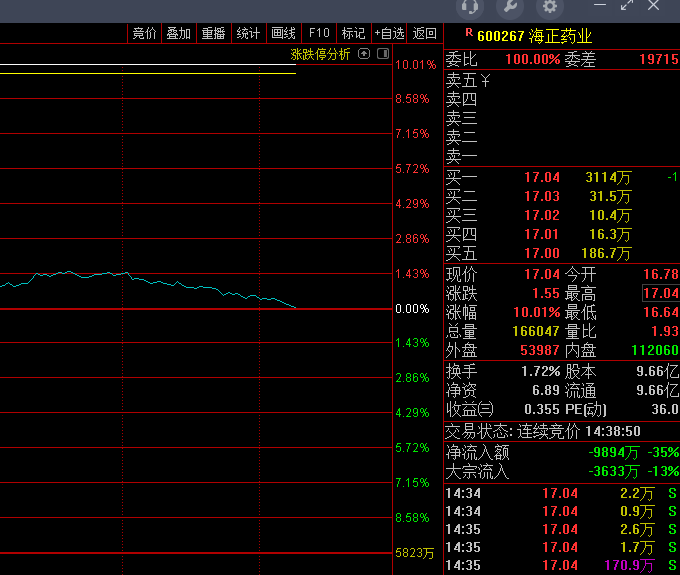 竞价 叠加 重播 统计 画线 F10 标记 +自选 返回
涨跌停分析
10.01%
8.58%
7.15%
5.72%
4.29%
2.86%
1.43%
0.00%
1.43%
2.86%
4.29%
5.72%
7.15%
8.58%
5823万
R 600267 海正药业
委比 100.00% 委差 19715
卖五 ¥
卖四
卖三
卖二
卖一
买一 17.04 3114万 -1
买二 17.03 31.5万
买三 17.02 10.4万
买四 17.01 16.3万
买五 17.00 186.7万
现价 17.04 今开 16.78
涨跌 1.55 最高 17.04
涨幅 10.01% 最低 16.64
总量 166047 量比 1.93
外盘 53987 内盘 112060
换手 1.72% 股本 9.66亿
净资 6.89 流通 9.66亿
收益㈢ 0.355 PE(动) 36.0
交易状态: 连续竞价 14:38:50
净流入额 -9894万 -35%
大宗流入 -3633万 -13%
14:34 17.04 2.2万 S
14:34 17.04 0.9万 S
14:35 17.04 2.6万 S
14:35 17.04 1.7万 S
14:35 17.04 170.9万 S